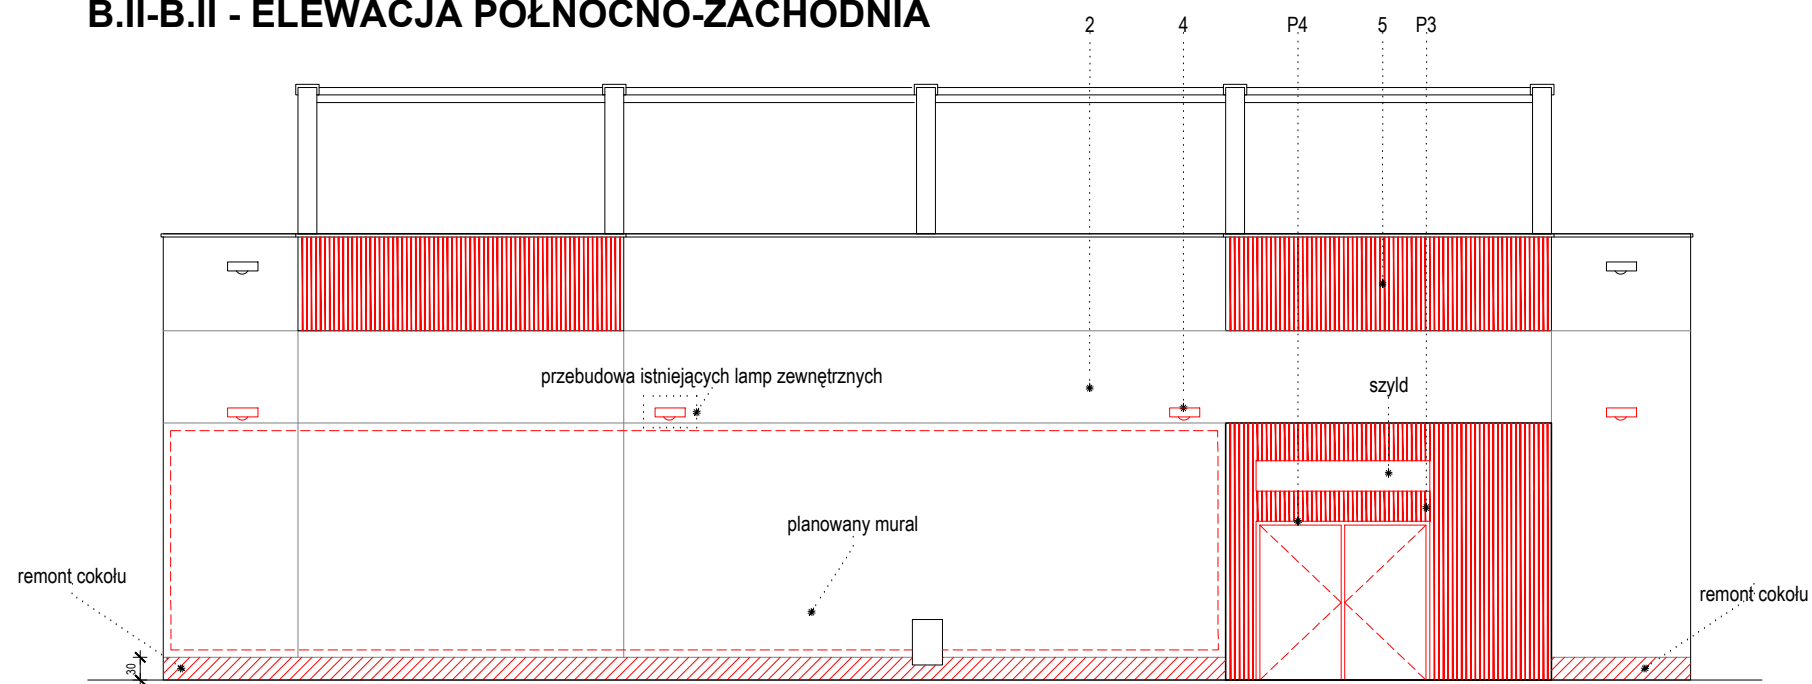 B.II-B.II - ELEWACJA PÓŁNOCNO-ZACHODNIA
2 4 P4 5 P3
przebudowa istniejących lamp zewnętrznych
szyld
planowany mural
remont cokołu
remont cokołu
30